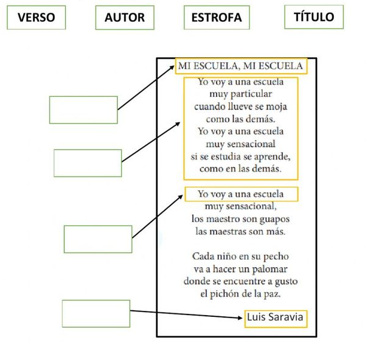 VERSO AUTOR ESTROFA TÍTULO
MI ESCUELA, MI ESCUELA
Yo voy a una escuela
muy particular
cuando llueve se moja
como las demás.
Yo voy a una escuela
muy sensacional
si se estudia se aprende,
como en las demás.
Yo voy a una escuela
muy sensacional,
los maestro son guapos
las maestras son más.
Cada niño en su pecho
va a hacer un palomar
donde se encuentre a gusto
el pichón de la paz.
Luis Saravia